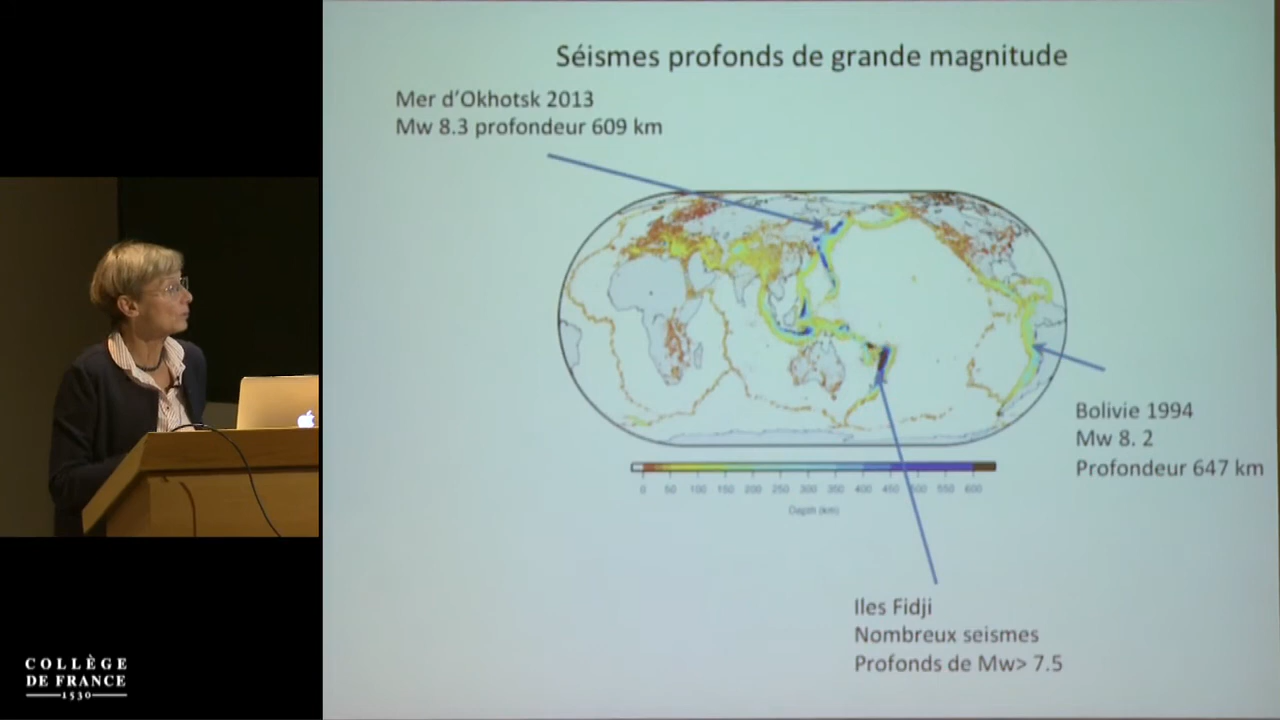 Séismes profonds de grande magnitude
Mer d'Okhotsk 2013
Mw 8.3 profondeur 609 km
Bolivie 1994
Mw 8. 2
Profondeur 647 km
0 50 100 150 200 250 300 350 400 450 500 550 600
Depth (km)
Iles Fidji
Nombreux seismes
Profonds de Mw> 7.5
COLLÈGE
DE FRANCE
1530